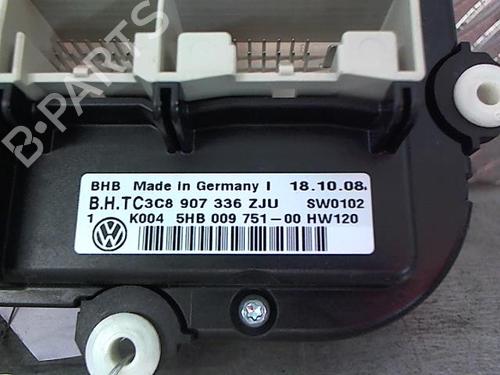 B-PARTS
BHB Made in Germany I 18.10.08.
B.H.TC3C8 907 336 ZJU SW0102
1 K004 5HB 009 751-00 HW120